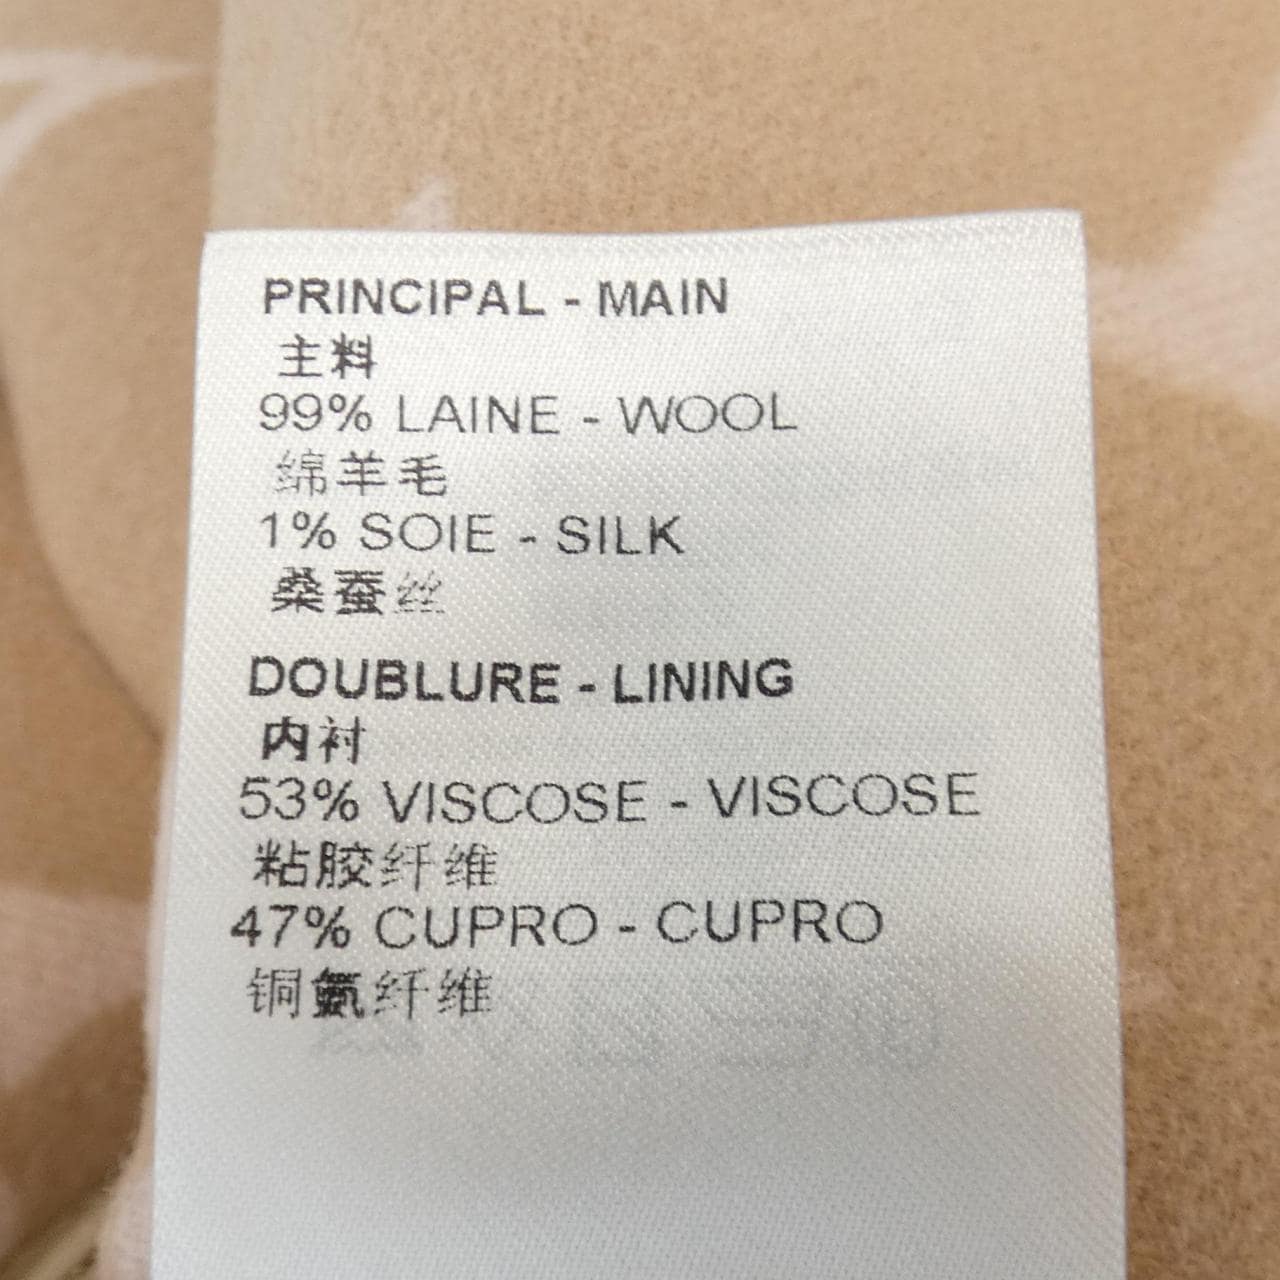 PRINCIPAL - MAIN
主料
99% LAINE - WOOL
绵羊毛
1% SOIE - SILK
桑蚕丝
DOUBLURE - LINING
内衬
53% VISCOSE - VISCOSE
粘胶纤维
47% CUPRO - CUPRO
铜氨纤维